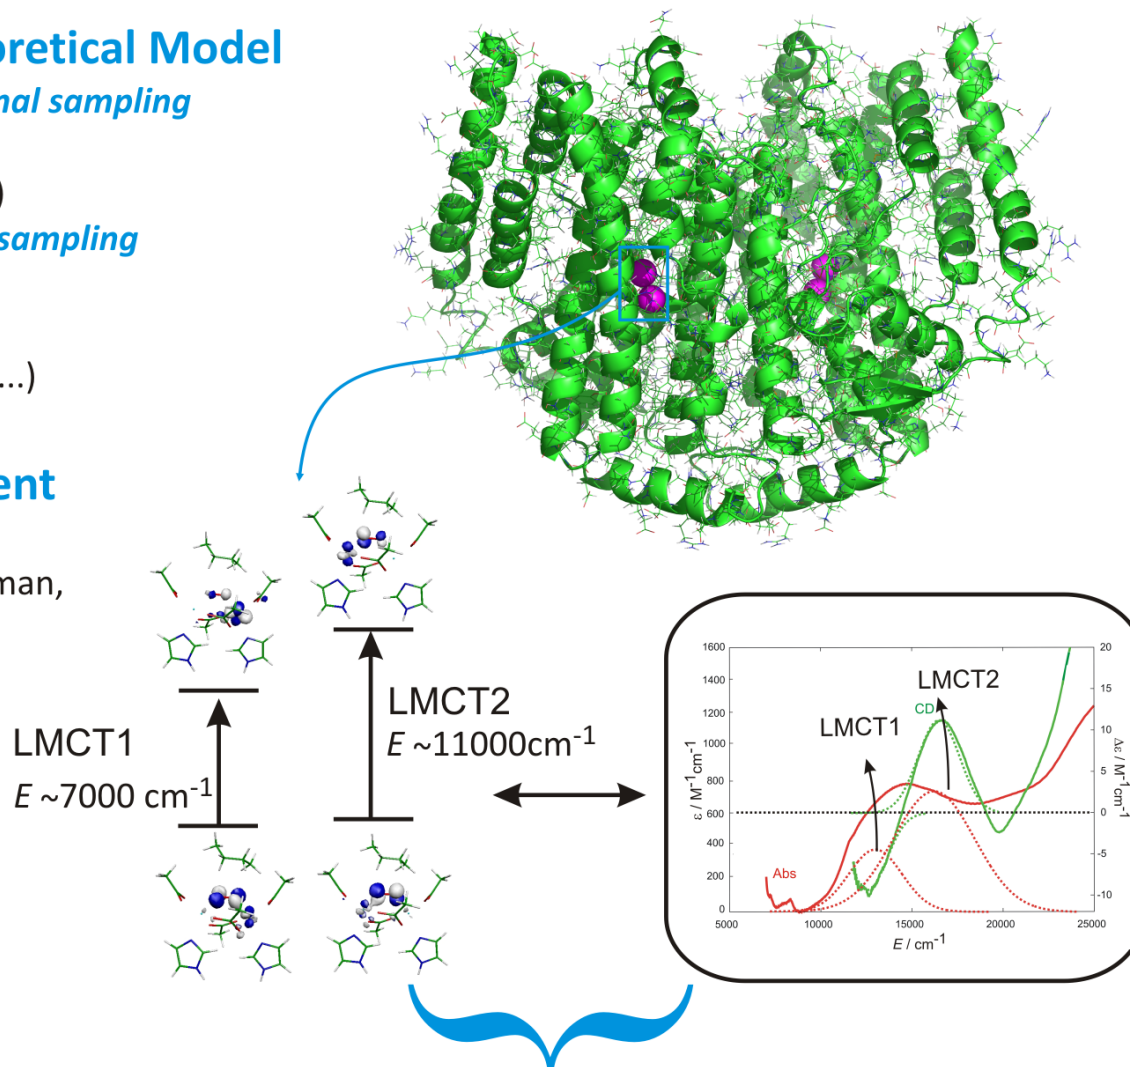 oretical Model
nal sampling
)
sampling
...)
ent
man,
LMCT1
E ~7000 cm-1
LMCT2
E ~11000cm-1
1600
1400
1200
1000
800
600
400
200
0
ε / M-1cm-1
5000
10000
15000
20000
25000
E / cm-1
20
15
10
5
0
-5
-10
Δε / M-1cm-1
LMCT1
LMCT2
CD
Abs